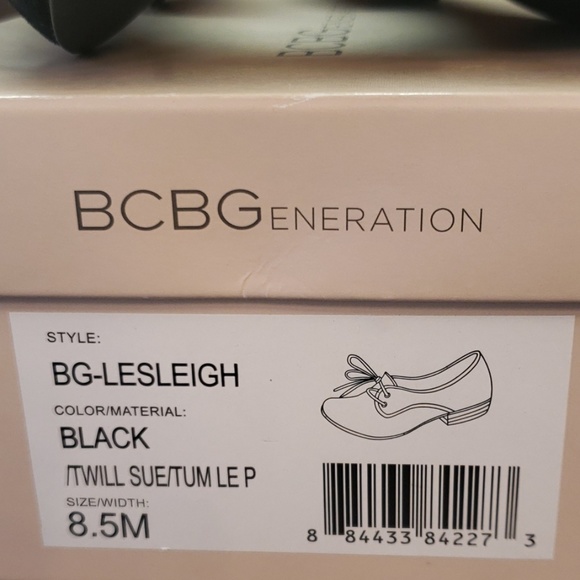 BCBG
BCBGENERATION
STYLE:
BG-LESLEIGH
COLOR/MATERIAL:
BLACK
/TWILL SUE/TUM LE P
SIZE/WIDTH:
8.5M
8 84433 84227 3